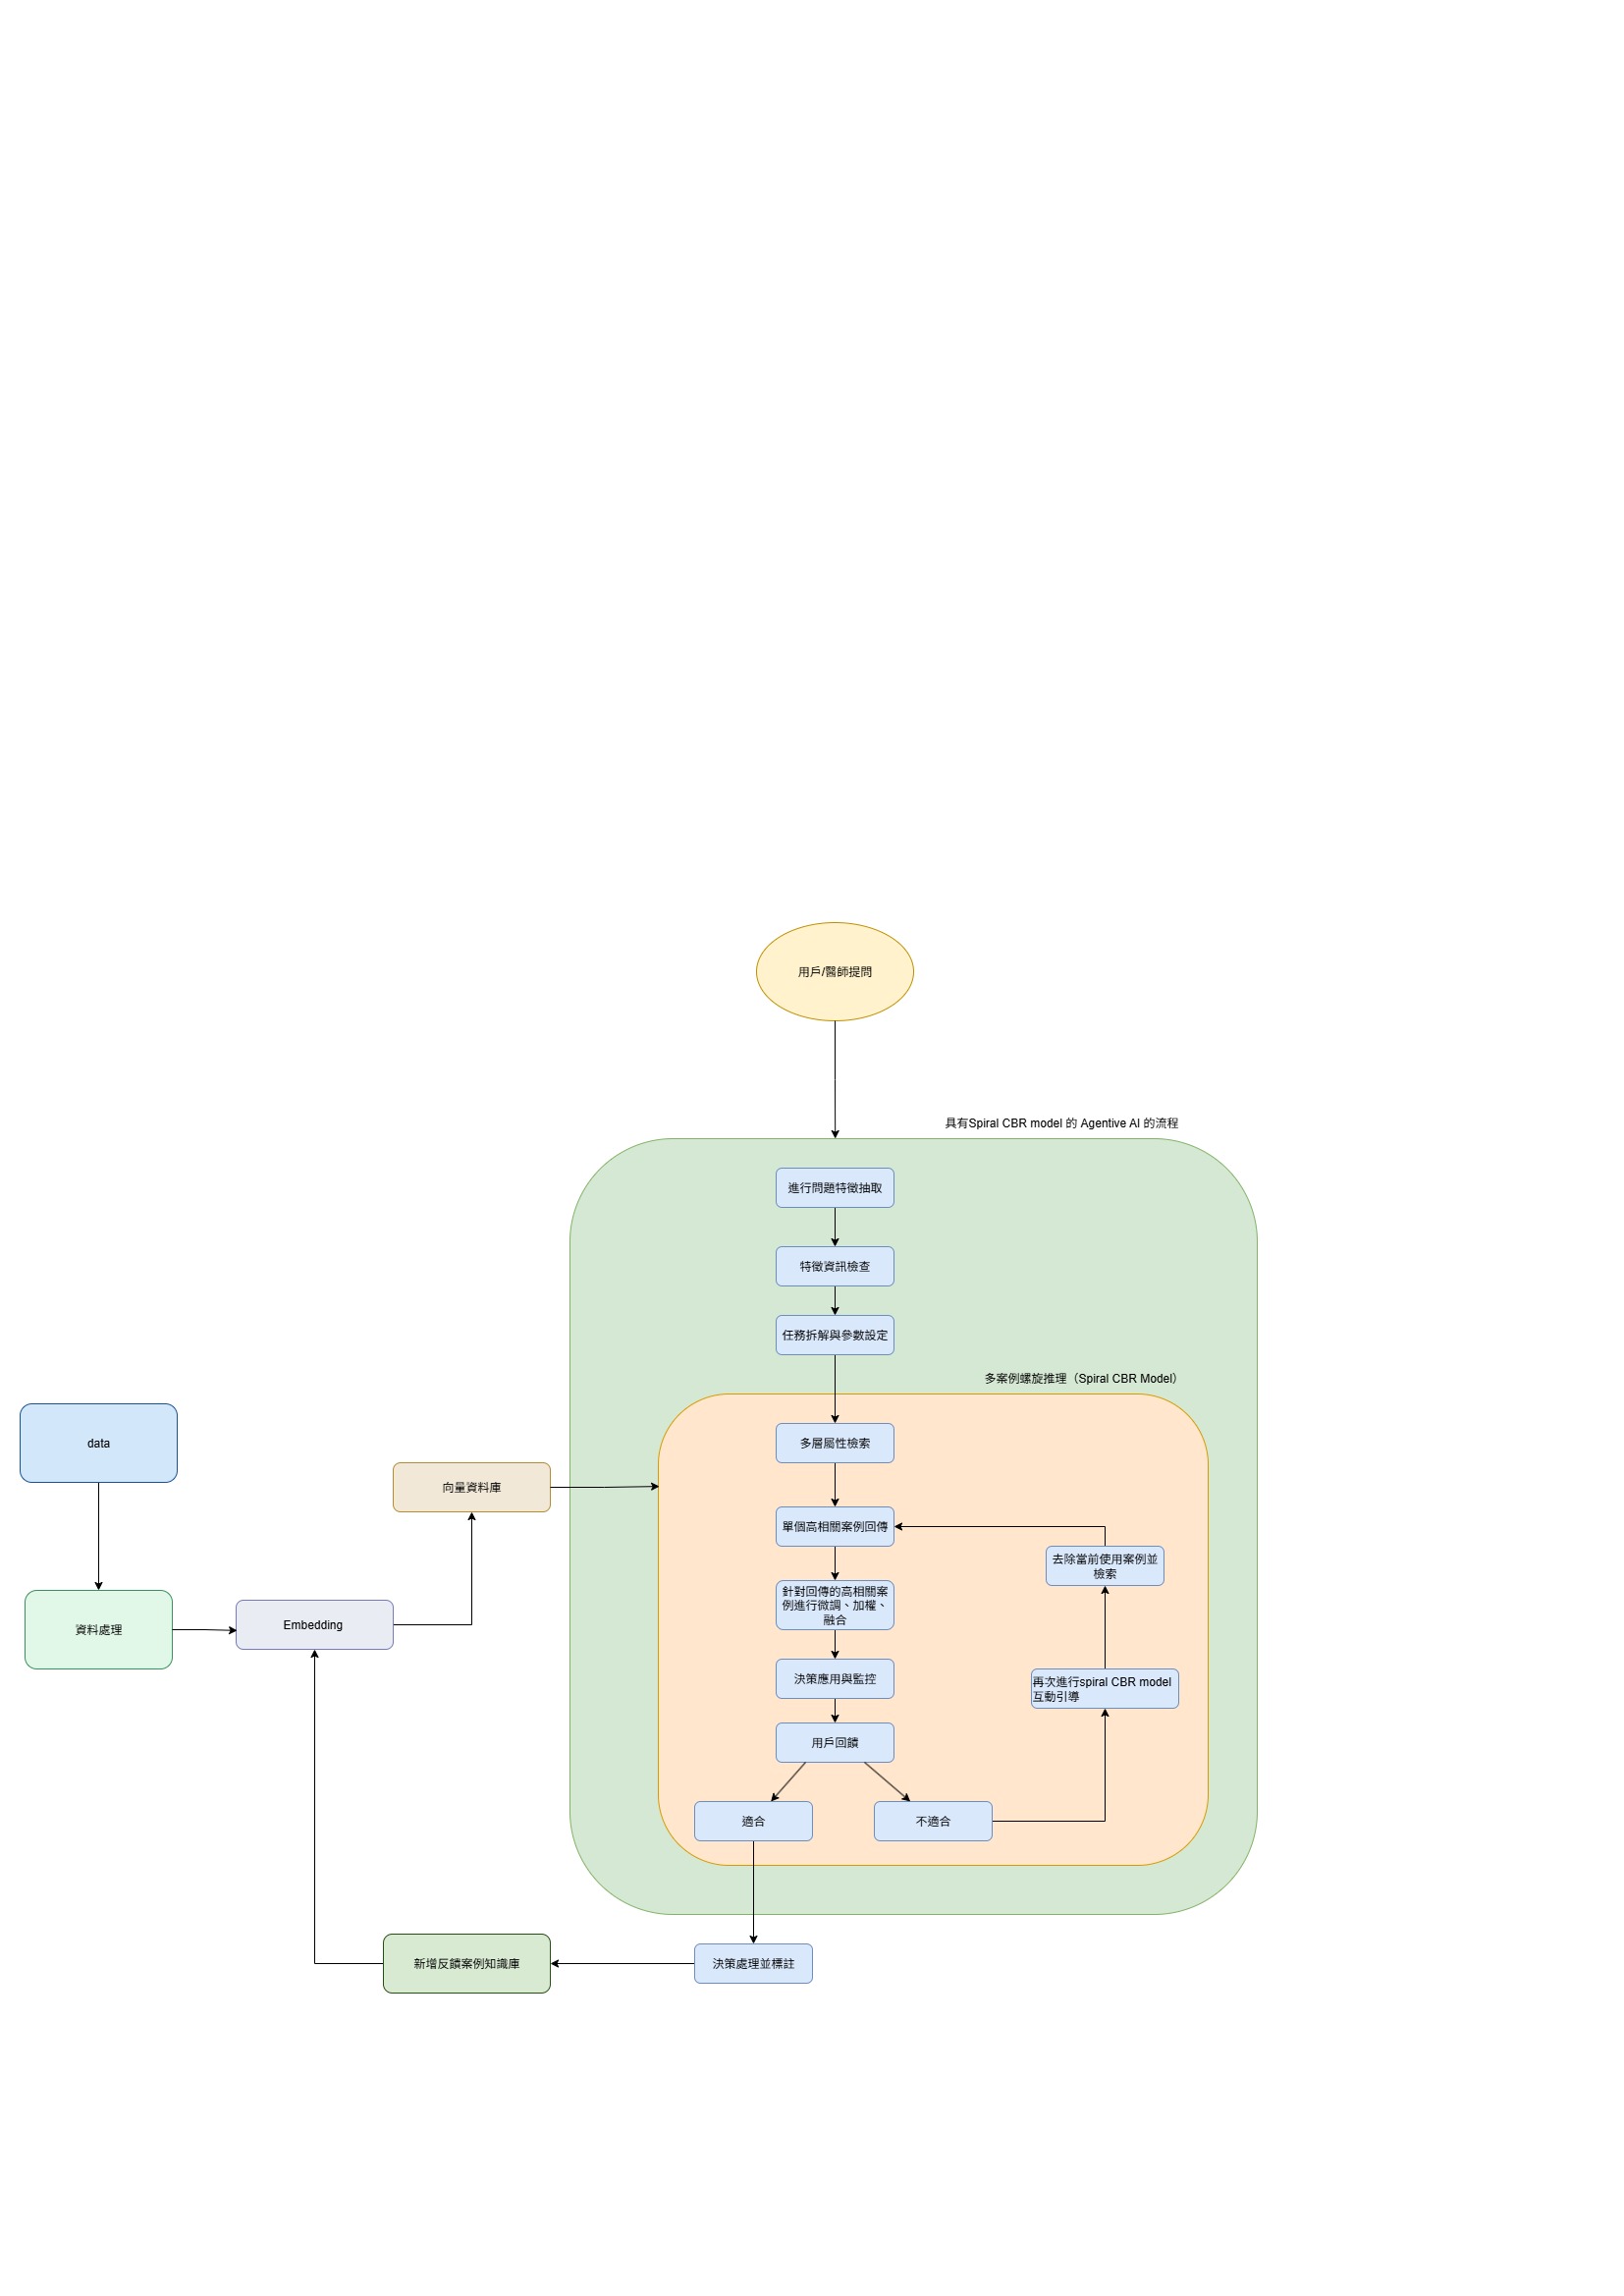 用戶/醫師提問
具有Spiral CBR model 的 Agentive AI 的流程
進行問題特徵抽取
特徵資訊檢查
任務拆解與參數設定
多案例螺旋推理（Spiral CBR Model）
多層屬性檢索
單個高相關案例回傳
去除當前使用案例並
檢索
針對回傳的高相關案
例進行微調、加權、
融合
決策應用與監控
再次進行spiral CBR model
互動引導
用戶回饋
適合
不適合
data
向量資料庫
資料處理
Embedding
新增反饋案例知識庫
決策處理並標註